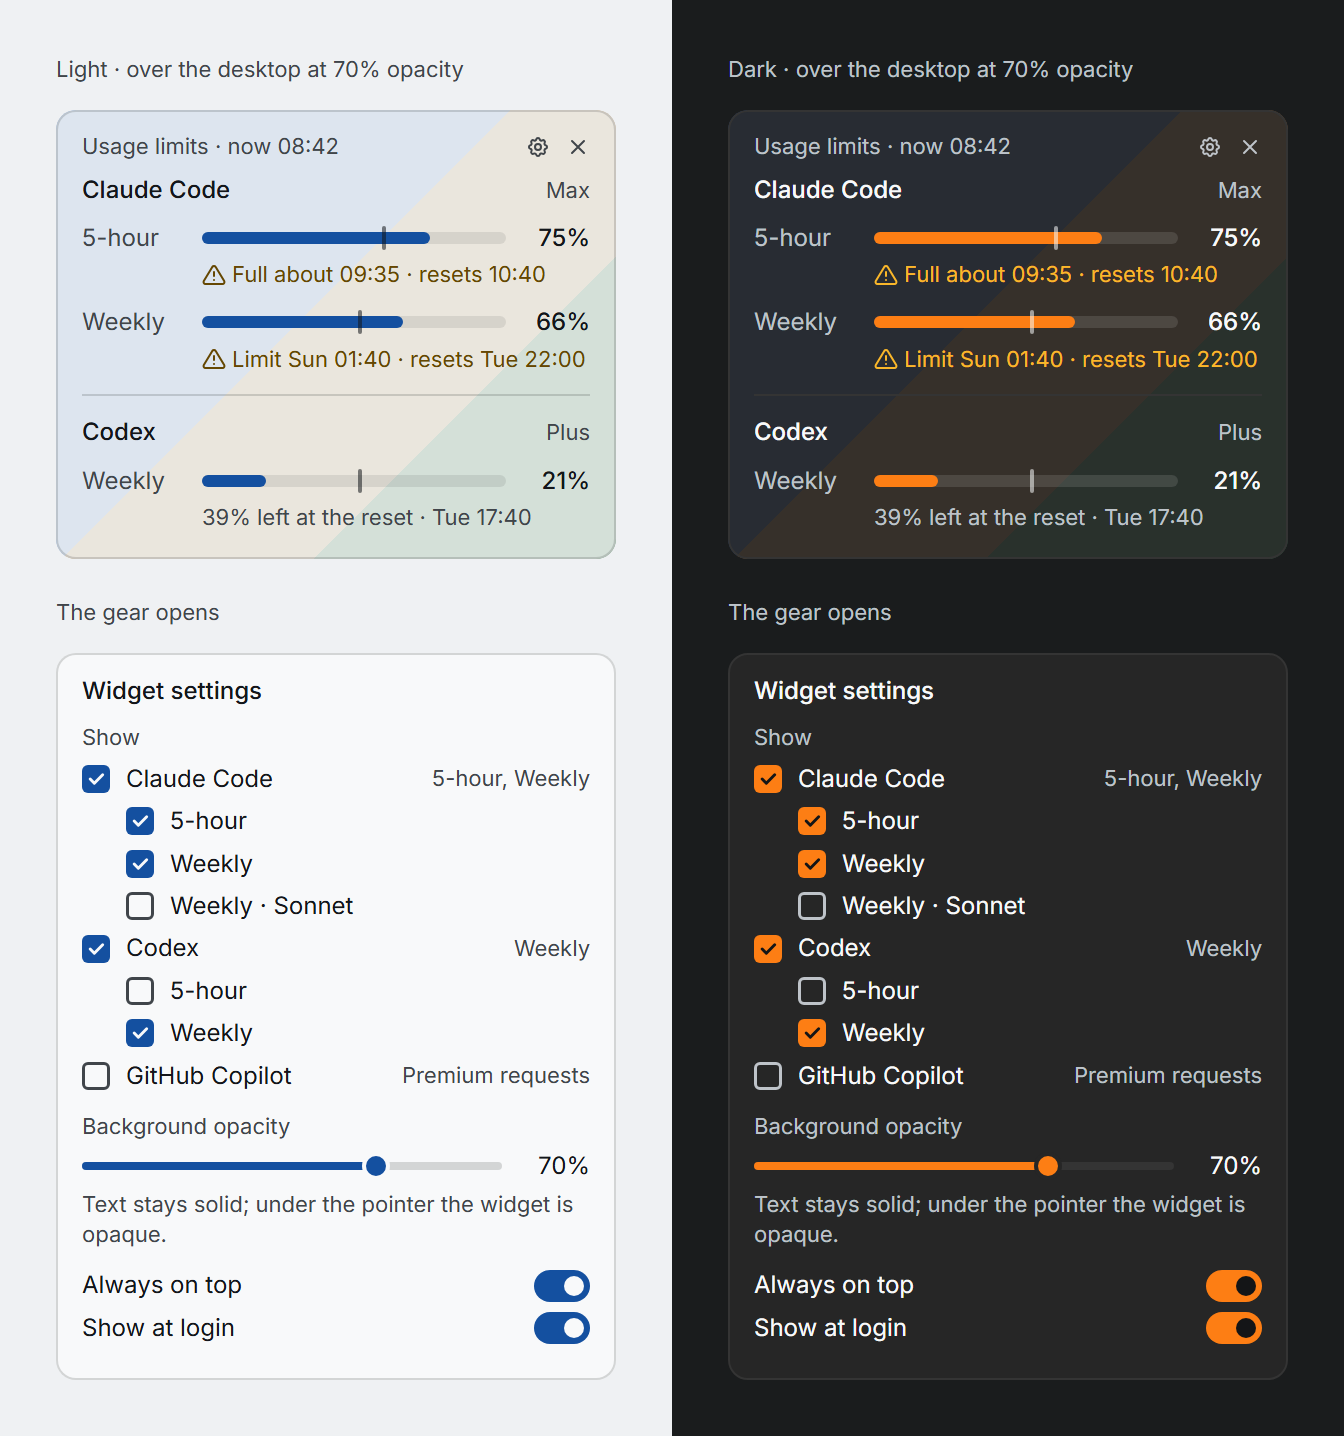 Light · over the desktop at 70% opacity
Usage limits · now 08:42
Claude Code Max
5-hour 75%
Full about 09:35 · resets 10:40
Weekly 66%
Limit Sun 01:40 · resets Tue 22:00
Codex Plus
Weekly 21%
39% left at the reset · Tue 17:40
The gear opens
Widget settings
Show
Claude Code 5-hour, Weekly
5-hour
Weekly
Weekly · Sonnet
Codex Weekly
5-hour
Weekly
GitHub Copilot Premium requests
Background opacity
70%
Text stays solid; under the pointer the widget is
opaque.
Always on top
Show at login
Dark · over the desktop at 70% opacity
Usage limits · now 08:42
Claude Code Max
5-hour 75%
Full about 09:35 · resets 10:40
Weekly 66%
Limit Sun 01:40 · resets Tue 22:00
Codex Plus
Weekly 21%
39% left at the reset · Tue 17:40
The gear opens
Widget settings
Show
Claude Code 5-hour, Weekly
5-hour
Weekly
Weekly · Sonnet
Codex Weekly
5-hour
Weekly
GitHub Copilot Premium requests
Background opacity
70%
Text stays solid; under the pointer the widget is
opaque.
Always on top
Show at login